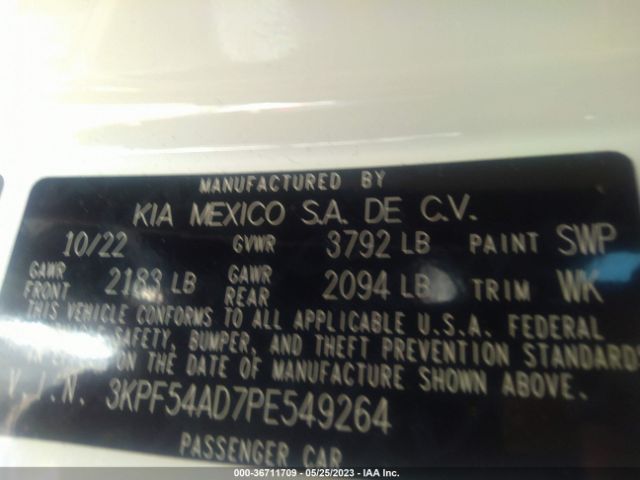 MANUFACTURED BY
KIA MEXICO S.A. DE C.V.
10/22 GVWR 3792 LB PAINT SWP
GAWR FRONT 2183 LB GAWR REAR 2094 LB TRIM WK
THIS VEHICLE CONFORMS TO ALL APPLICABLE U.S.A. FEDERAL
SAFETY, BUMPER, AND THEFT PREVENTION STANDARDS
ON THE DATE OF MANUFACTURE SHOWN ABOVE.
V.I.N. 3KPF54AD7PE549264
PASSENGER CAR
000-36711709 - 05/25/2023 - IAA Inc.